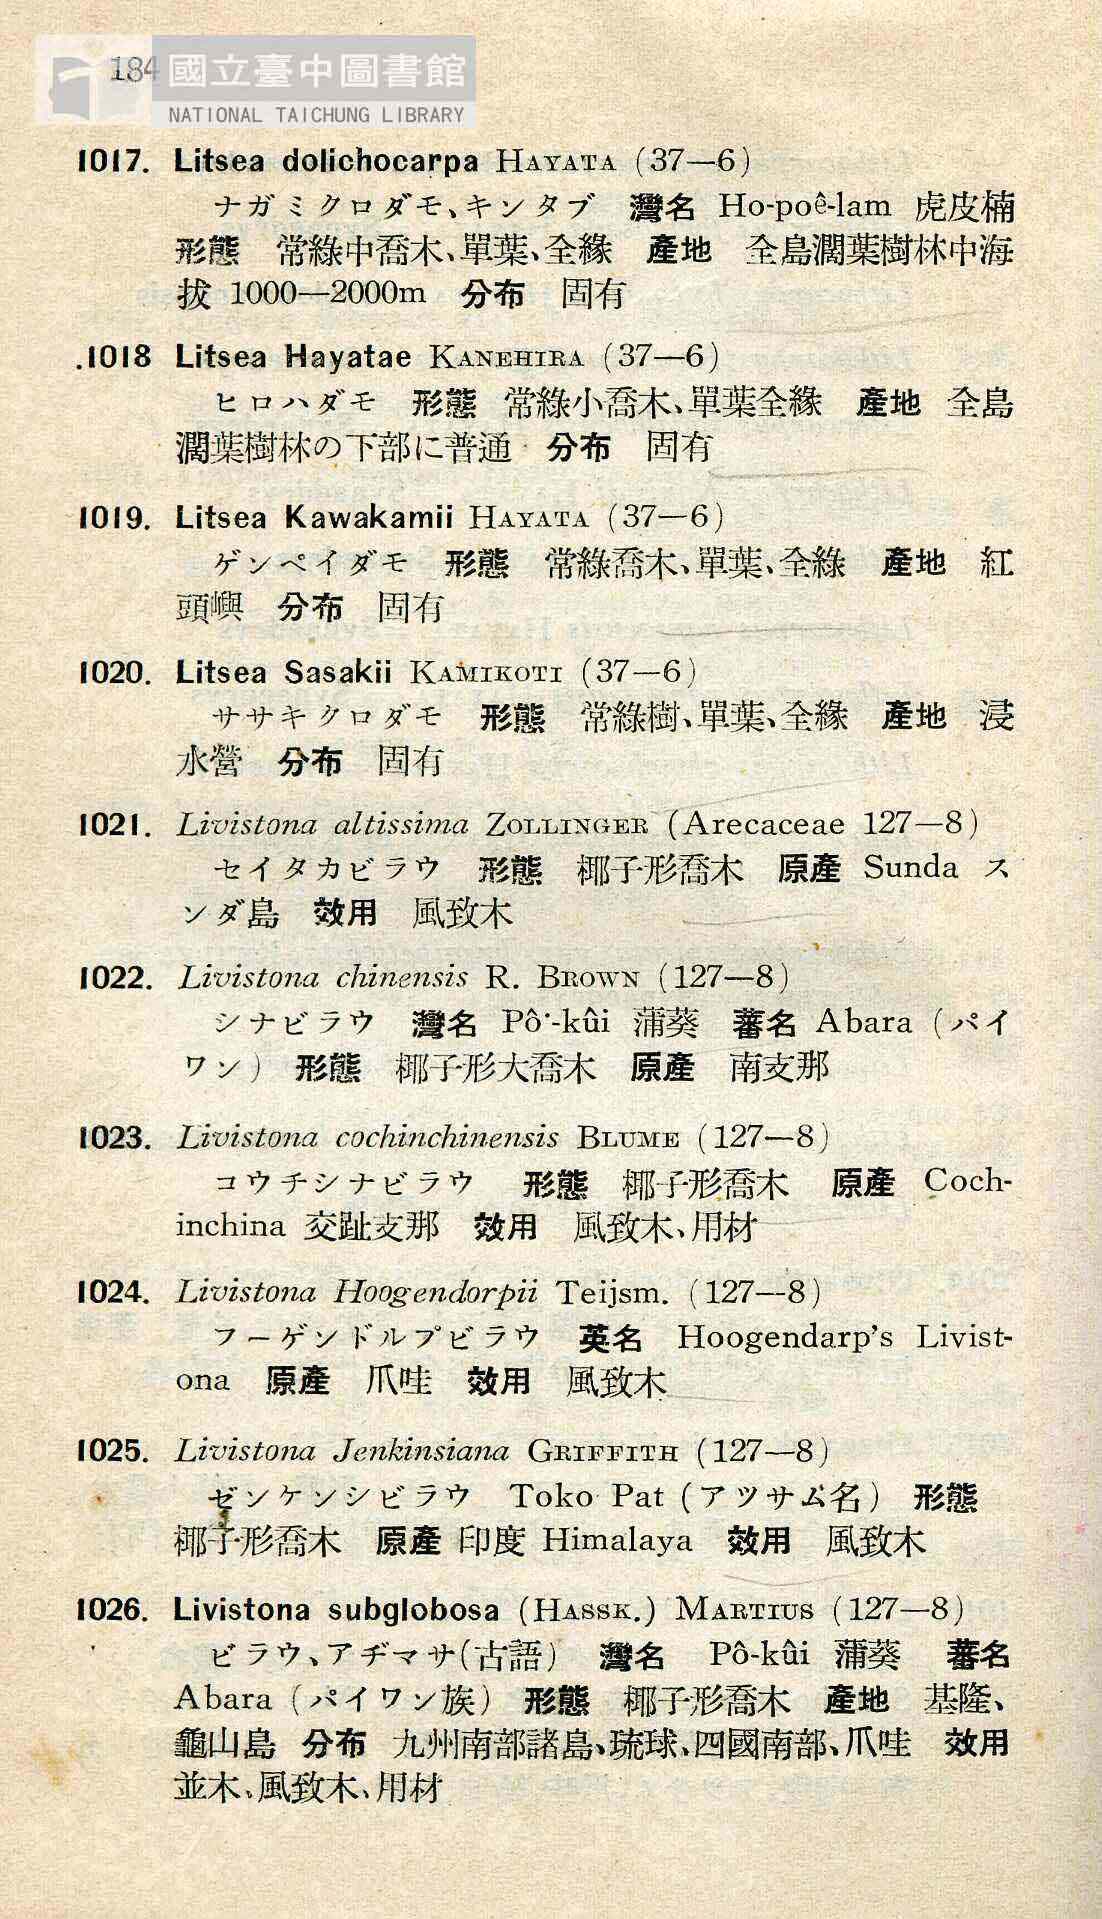 184
國立臺中圖書館
NATIONAL TAICHUNG LIBRARY
1017. Litsea dolichocarpa HAYATA (37—6)
ナガミクロダモ、キンタブ 灣名 Ho-poê-lam 虎皮楠
形態 常綠中喬木、單葉、全緣 產地 全島濶葉樹林中海
拔 1000—2000m 分布 固有
.1018 Litsea Hayatae KANEHIRA (37—6)
ヒロハダモ 形態 常綠小喬木、單葉全緣 產地 全島
濶葉樹林の下部に普通 分布 固有
1019. Litsea Kawakamii HAYATA (37—6)
ゲンペイダモ 形態 常綠喬木、單葉、全綠 產地 紅
頭嶼 分布 固有
1020. Litsea Sasakii KAMIKOTI (37—6)
ササキクロダモ 形態 常綠樹、單葉、全緣 產地 浸
水營 分布 固有
1021. Livistona altissima ZOLLINGER (Arecaceae 127—8)
セイタカビラウ 形態 椰子形喬木 原產 Sunda ス
ンダ島 效用 風致木
1022. Livistona chinensis R. BROWN (127—8)
シナビラウ 灣名 Pô·-kûi 蒲葵 蕃名 Abara (パイ
ワン) 形態 椰子形大喬木 原產 南支那
1023. Livistona cochinchinensis BLUME (127—8)
コウチシナビラウ 形態 椰子形喬木 原產 Coch-
inchina 交趾支那 效用 風致木、用材
1024. Livistona Hoogendorpii Teijsm. (127—8)
フーゲンドルプビラウ 英名 Hoogendarp's Livist-
ona 原產 爪哇 效用 風致木
1025. Livistona Jenkinsiana GRIFFITH (127—8)
ゼンケンシビラウ Toko Pat (アツサム名) 形態
椰子形喬木 原產 印度 Himalaya 效用 風致木
1026. Livistona subglobosa (HASSK.) MARTIUS (127—8)
ビラウ、アヂマサ(古語) 灣名 Pô-kûi 蒲葵 蕃名
Abara (パイワン族) 形態 椰子形喬木 產地 基隆、
龜山島 分布 九州南部諸島、琉球、四國南部、爪哇 效用
並木、風致木、用材